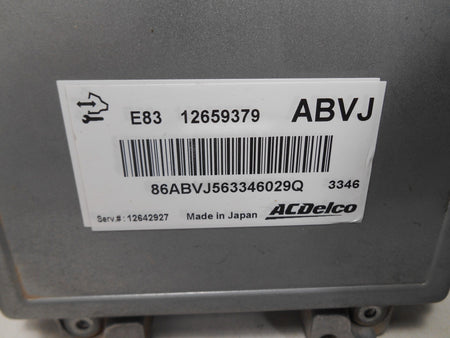 E83 12659379 ABVJ
86ABVJ563346029Q 3346
Serv.#: 12642927 Made in Japan ACDelco